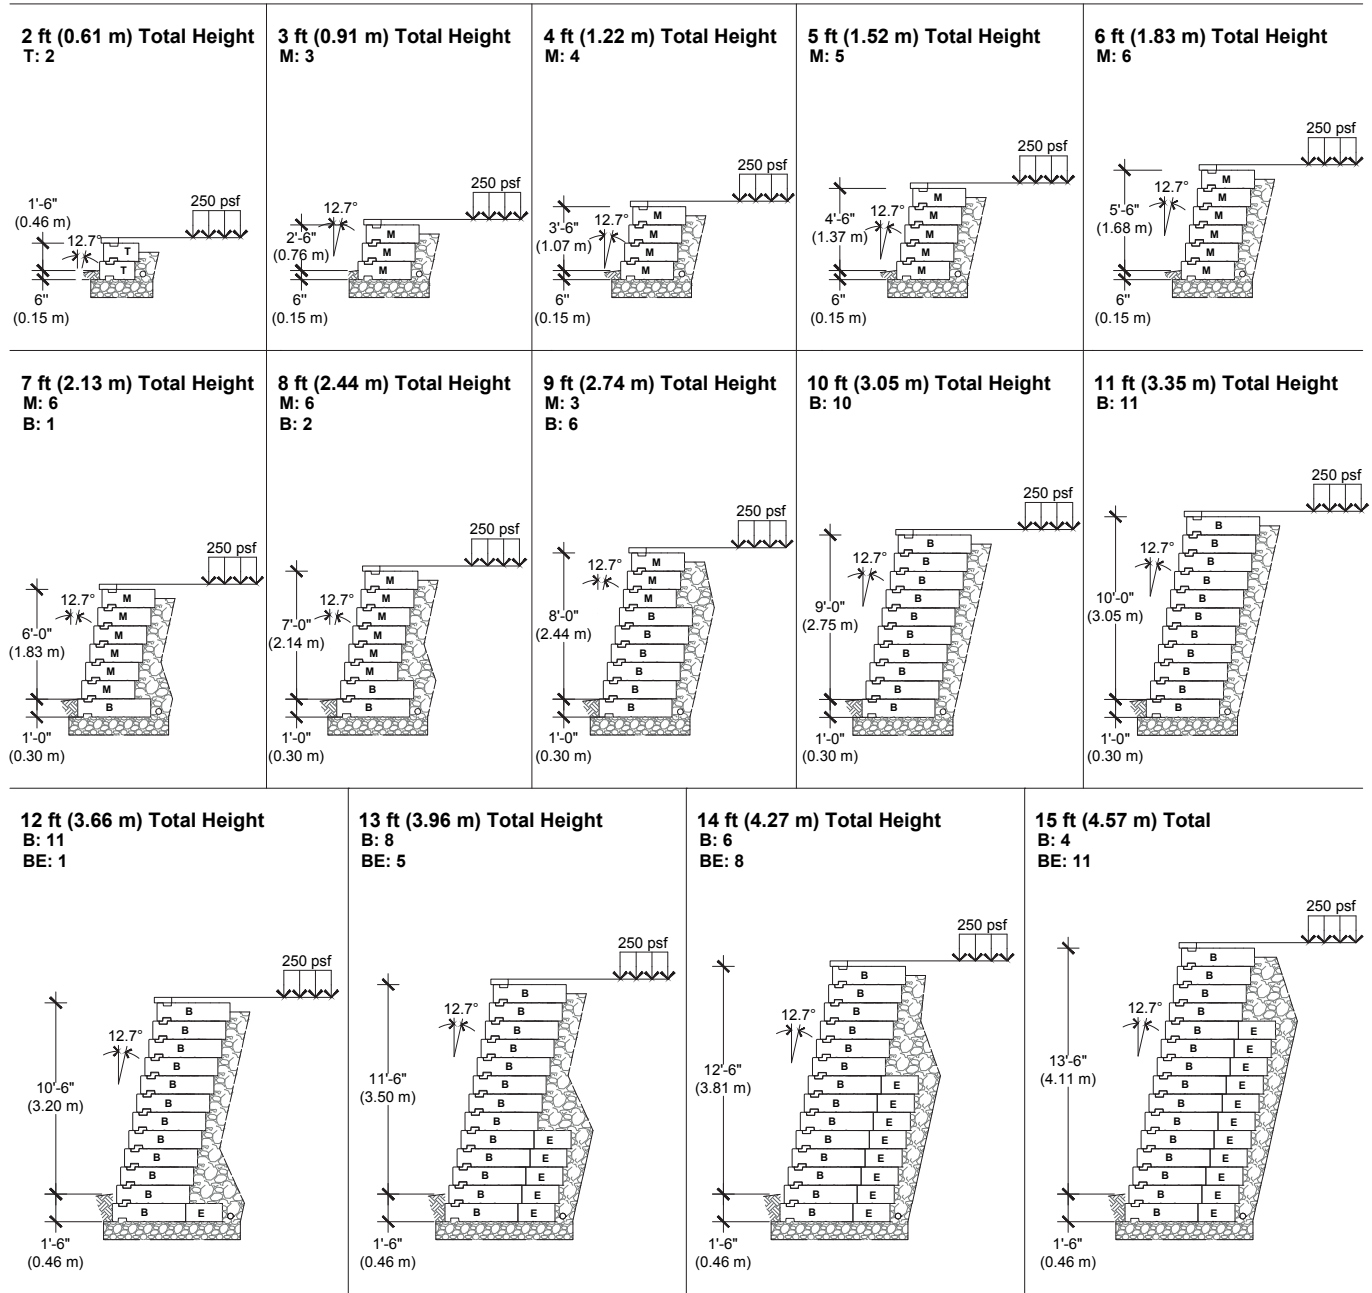 2 ft (0.61 m) Total Height
T: 2
250 psf
1'-6"
(0.46 m)
12.7°
T
T
6"
(0.15 m)
3 ft (0.91 m) Total Height
M: 3
250 psf
12.7°
2'-6"
(0.76 m)
M
M
M
6"
(0.15 m)
4 ft (1.22 m) Total Height
M: 4
250 psf
12.7°
3'-6"
(1.07 m)
M
M
M
M
6"
(0.15 m)
5 ft (1.52 m) Total Height
M: 5
250 psf
12.7°
4'-6"
(1.37 m)
M
M
M
M
M
6"
(0.15 m)
6 ft (1.83 m) Total Height
M: 6
250 psf
12.7°
5'-6"
(1.68 m)
M
M
M
M
M
M
6"
(0.15 m)
7 ft (2.13 m) Total Height
M: 6
B: 1
250 psf
12.7°
6'-0"
(1.83 m)
M
M
M
M
M
M
B
1'-0"
(0.30 m)
8 ft (2.44 m) Total Height
M: 6
B: 2
250 psf
12.7°
7'-0"
(2.14 m)
M
M
M
M
M
M
B
B
1'-0"
(0.30 m)
9 ft (2.74 m) Total Height
M: 3
B: 6
250 psf
12.7°
8'-0"
(2.44 m)
M
M
M
B
B
B
B
B
B
1'-0"
(0.30 m)
10 ft (3.05 m) Total Height
B: 10
250 psf
12.7°
9'-0"
(2.75 m)
B
B
B
B
B
B
B
B
B
B
1'-0"
(0.30 m)
11 ft (3.35 m) Total Height
B: 11
250 psf
12.7°
10'-0"
(3.05 m)
B
B
B
B
B
B
B
B
B
B
B
1'-0"
(0.30 m)
12 ft (3.66 m) Total Height
B: 11
BE: 1
250 psf
12.7°
10'-6"
(3.20 m)
B
B
B
B
B
B
B
B
B
B
B
B E
1'-6"
(0.46 m)
13 ft (3.96 m) Total Height
B: 8
BE: 5
250 psf
12.7°
11'-6"
(3.50 m)
B
B
B
B
B
B
B
B
B E
B E
B E
B E
B E
1'-6"
(0.46 m)
14 ft (4.27 m) Total Height
B: 6
BE: 8
250 psf
12.7°
12'-6"
(3.81 m)
B
B
B
B
B
B
B E
B E
B E
B E
B E
B E
B E
B E
1'-6"
(0.46 m)
15 ft (4.57 m) Total
B: 4
BE: 11
250 psf
12.7°
13'-6"
(4.11 m)
B
B
B
B
B E
B E
B E
B E
B E
B E
B E
B E
B E
B E
B E
1'-6"
(0.46 m)